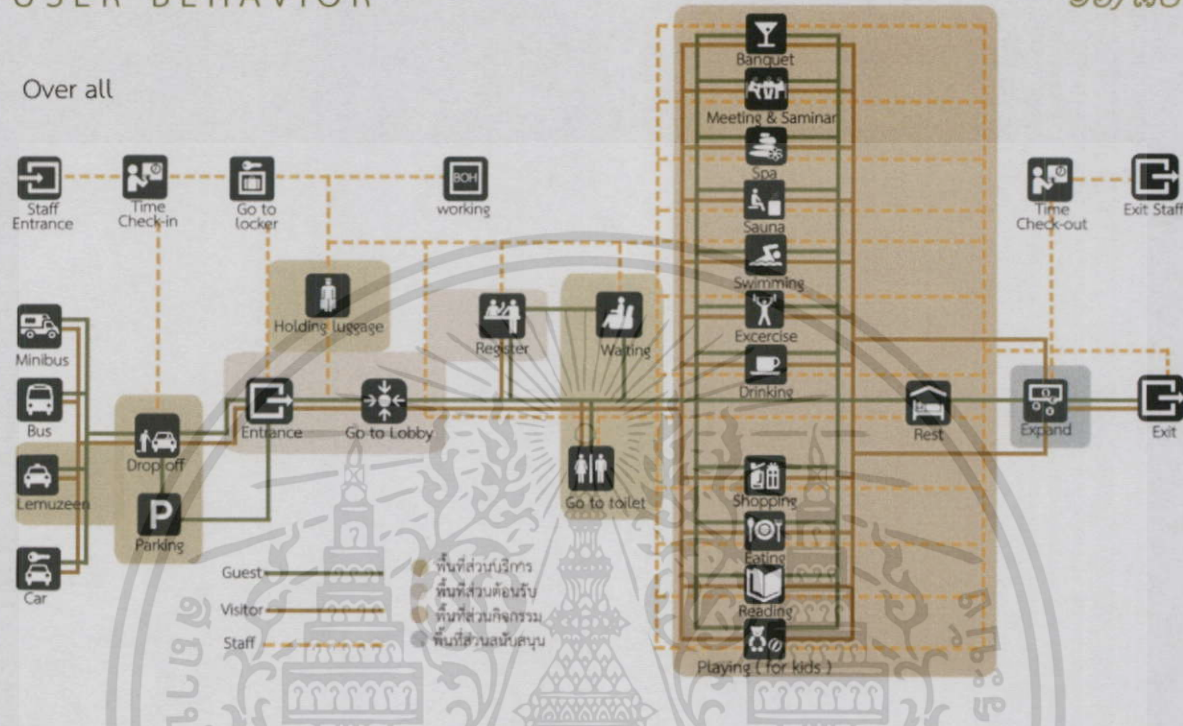 USER BEHAVIOR
Over all
Staff
Entrance
Time
Check-in
Go to
locker
BOH
working
Holding luggage
Register
Waiting
Minibus
Bus
Lemuzeen
Car
Drop off
P
Parking
Entrance
Go to Lobby
Go to toilet
Banquet
Meeting & Saminar
Spa
Sauna
Swimming
Excercise
Drinking
Rest
Shopping
Eating
Reading
Playing ( for kids )
Time
Check-out
Exit Staff
Expand
Exit
Guest
Visitor
Staff
พื้นที่ส่วนบริการ
พื้นที่ส่วนต้อนรับ
พื้นที่ส่วนกิจกรรม
พื้นที่ส่วนสนับสนุน